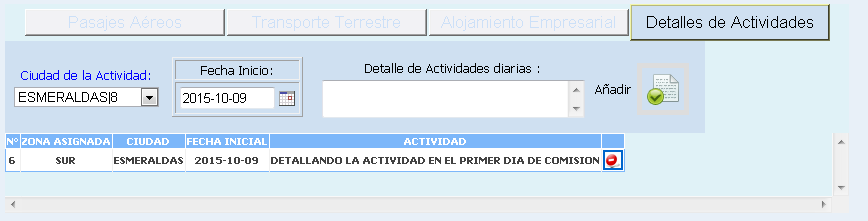 Pasajes Aéreos Transporte Terrestre Alojamiento Empresarial Detalles de Actividades
Ciudad de la Actividad:
ESMERALDAS|8
Fecha Inicio:
2015-10-09
Detalle de Actividades diarias :
Añadir
Nº ZONA ASIGNADA CIUDAD FECHA INICIAL ACTIVIDAD
6 SUR ESMERALDAS 2015-10-09 DETALLANDO LA ACTIVIDAD EN EL PRIMER DIA DE COMISION